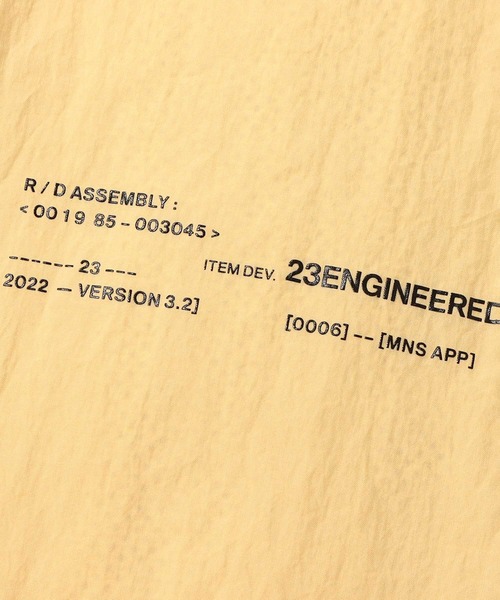 R / D ASSEMBLY :
< 0019 85 - 003045 >
------ 23 ---
2022 — VERSION 3.2]
ITEM DEV. 23ENGINEERED
[0006] -- [MNS APP]